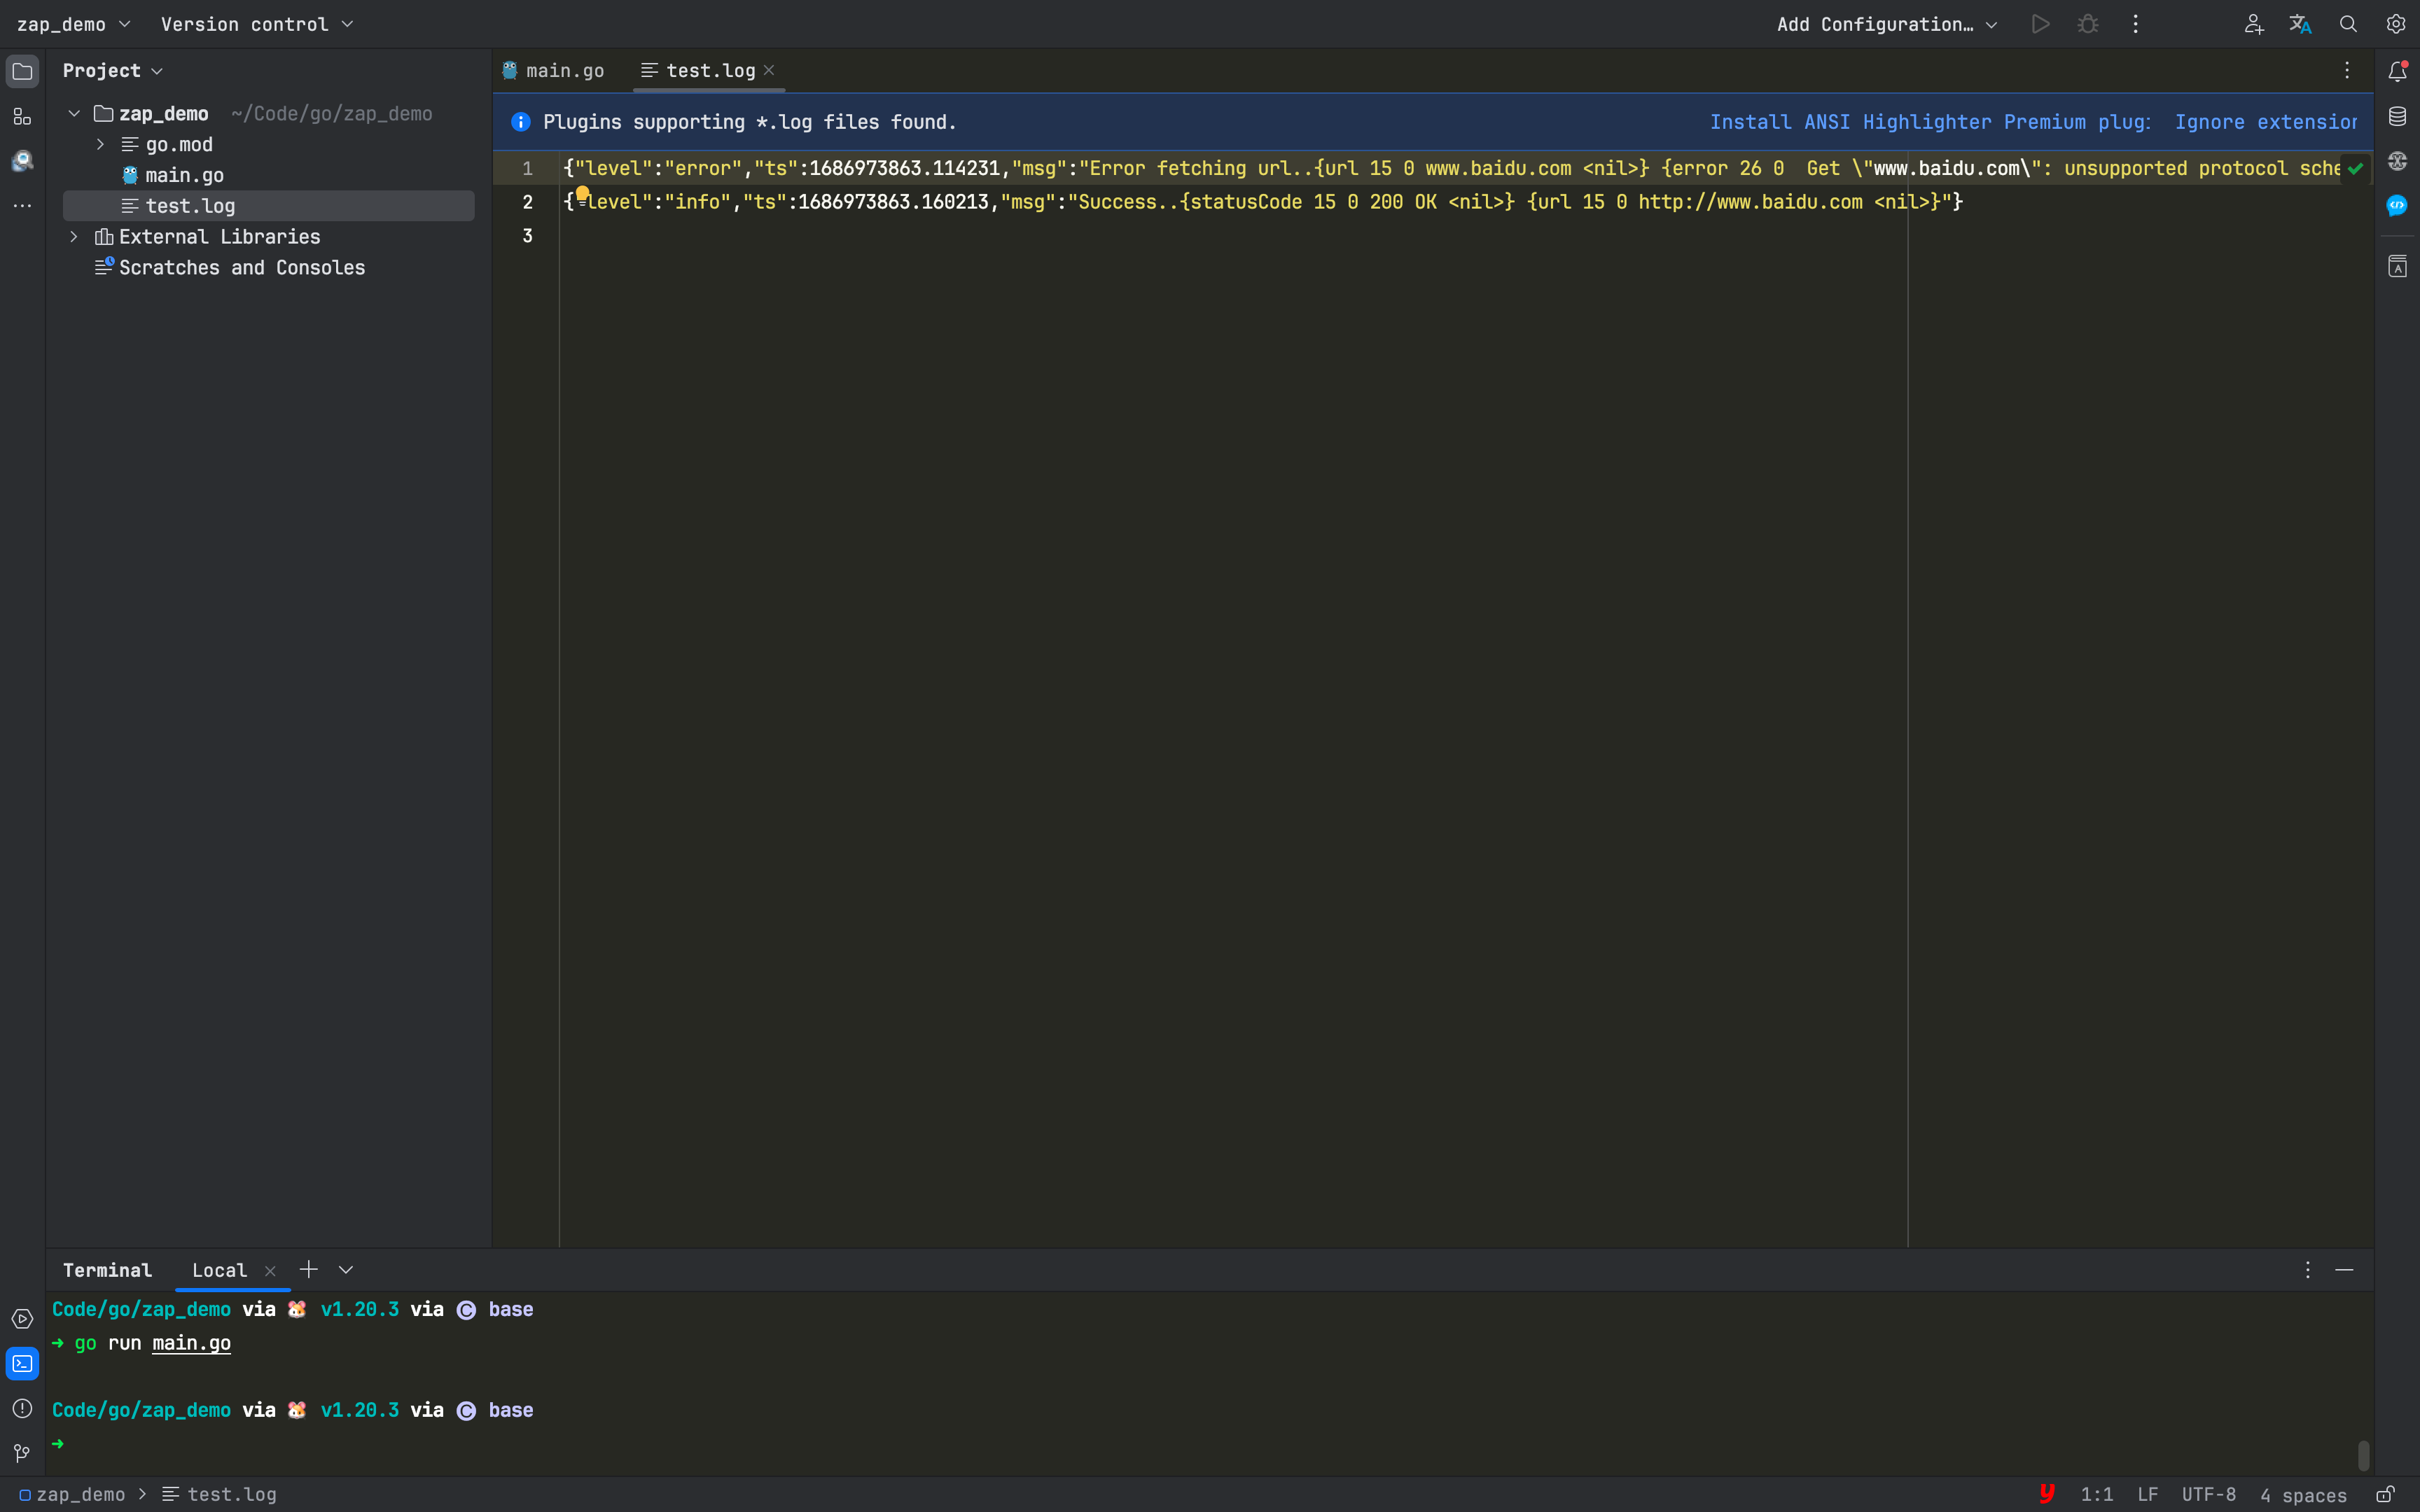 zap_demo Version control Add Configuration…
Project
main.go
test.log
zap_demo ~/Code/go/zap_demo
go.mod
main.go
test.log
External Libraries
Scratches and Consoles
Plugins supporting *.log files found. Install ANSI Highlighter Premium plug: Ignore extension
1 {"level":"error","ts":1686973863.114231,"msg":"Error fetching url..{url 15 0 www.baidu.com <nil>} {error 26 0  Get \"www.baidu.com\": unsupported protocol sche
2 {"level":"info","ts":1686973863.160213,"msg":"Success..{statusCode 15 0 200 OK <nil>} {url 15 0 http://www.baidu.com <nil>}"}
3
Terminal Local
Code/go/zap_demo via 🐹 v1.20.3 via C base
→ go run main.go
Code/go/zap_demo via 🐹 v1.20.3 via C base
→
zap_demo > test.log y 1:1 LF UTF-8 4 spaces